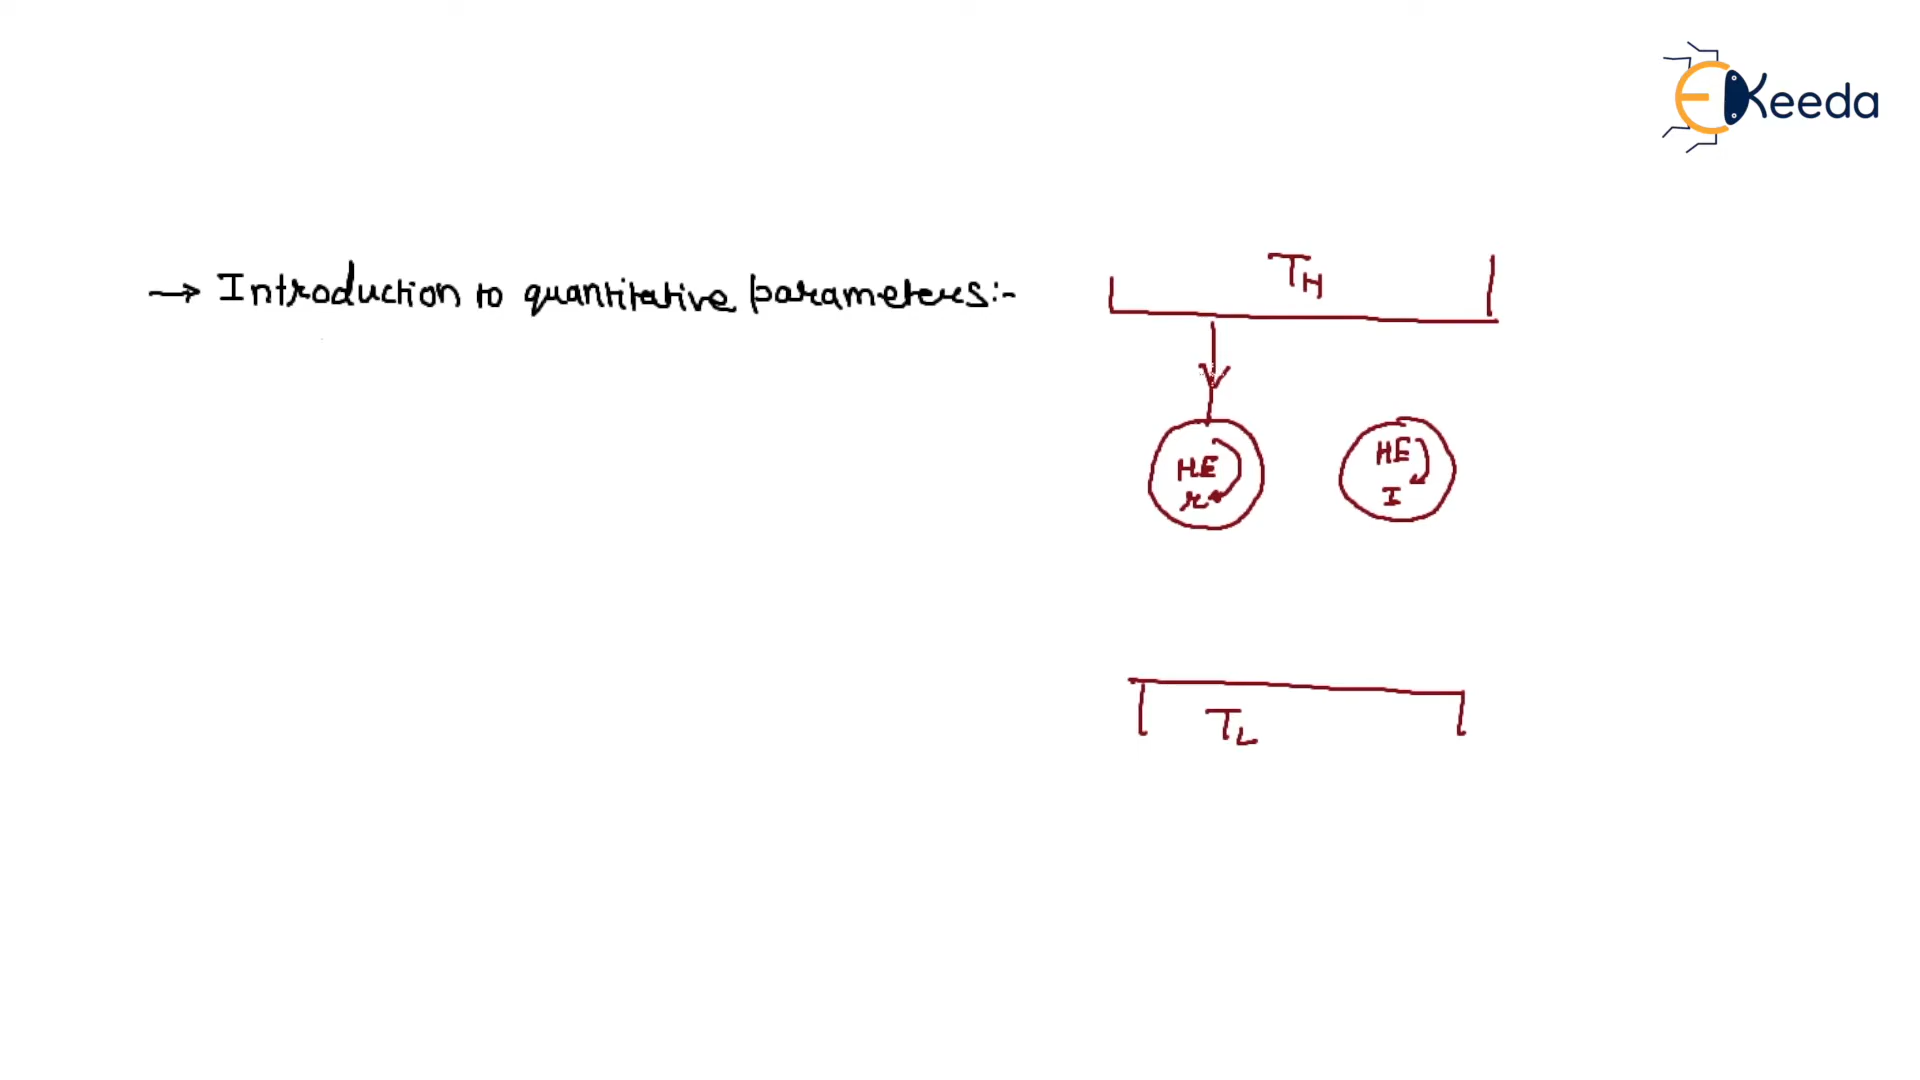 EKeeda
→ Introduction to quantitative parameters:-
TH
HE
r
HE
I
TL